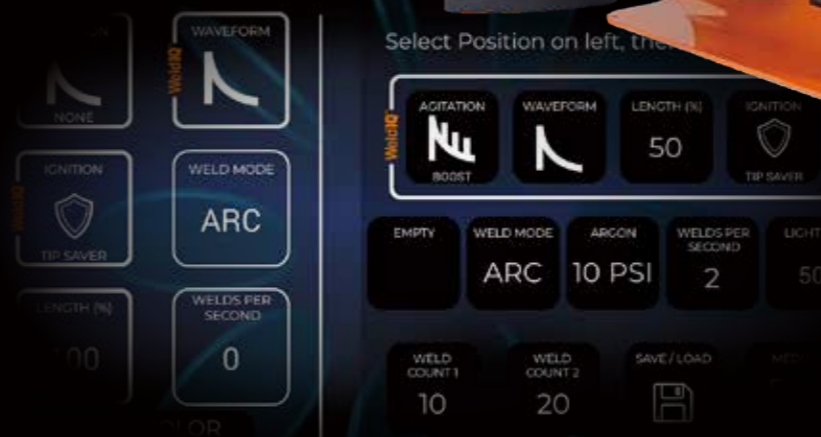 WAVEFORM
WeldIQ
NONE
IGNITION
TIP SAVER
WELD MODE
ARC
LENGTH (%)
WELDS PER
SECOND
0
Select Position on left,
WeldIQ
AGITATION
BOOST
WAVEFORM
LENGTH (%)
50
IGNITION
TIP SAVER
EMPTY
WELD MODE
ARC
ARGON
10 PSI
WELDS PER
SECOND
2
WELD
COUNT 1
10
WELD
COUNT 2
20
SAVE / LOAD